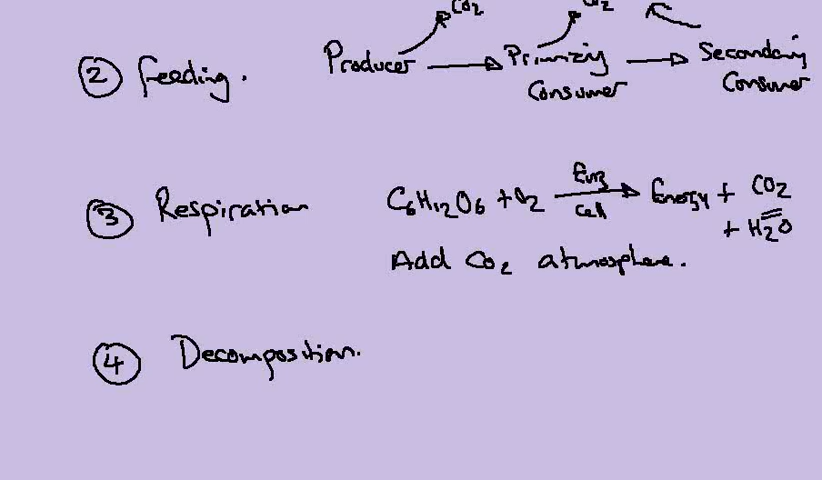 CO2
CO2
② Feeding. Producer → Primary Consumer → Secondary Consumer
③ Respiration C6H12O6 + O2 → Energy + CO2
Enz
Cell
+ H2O
Add CO2 atmosphere.
④ Decomposition.